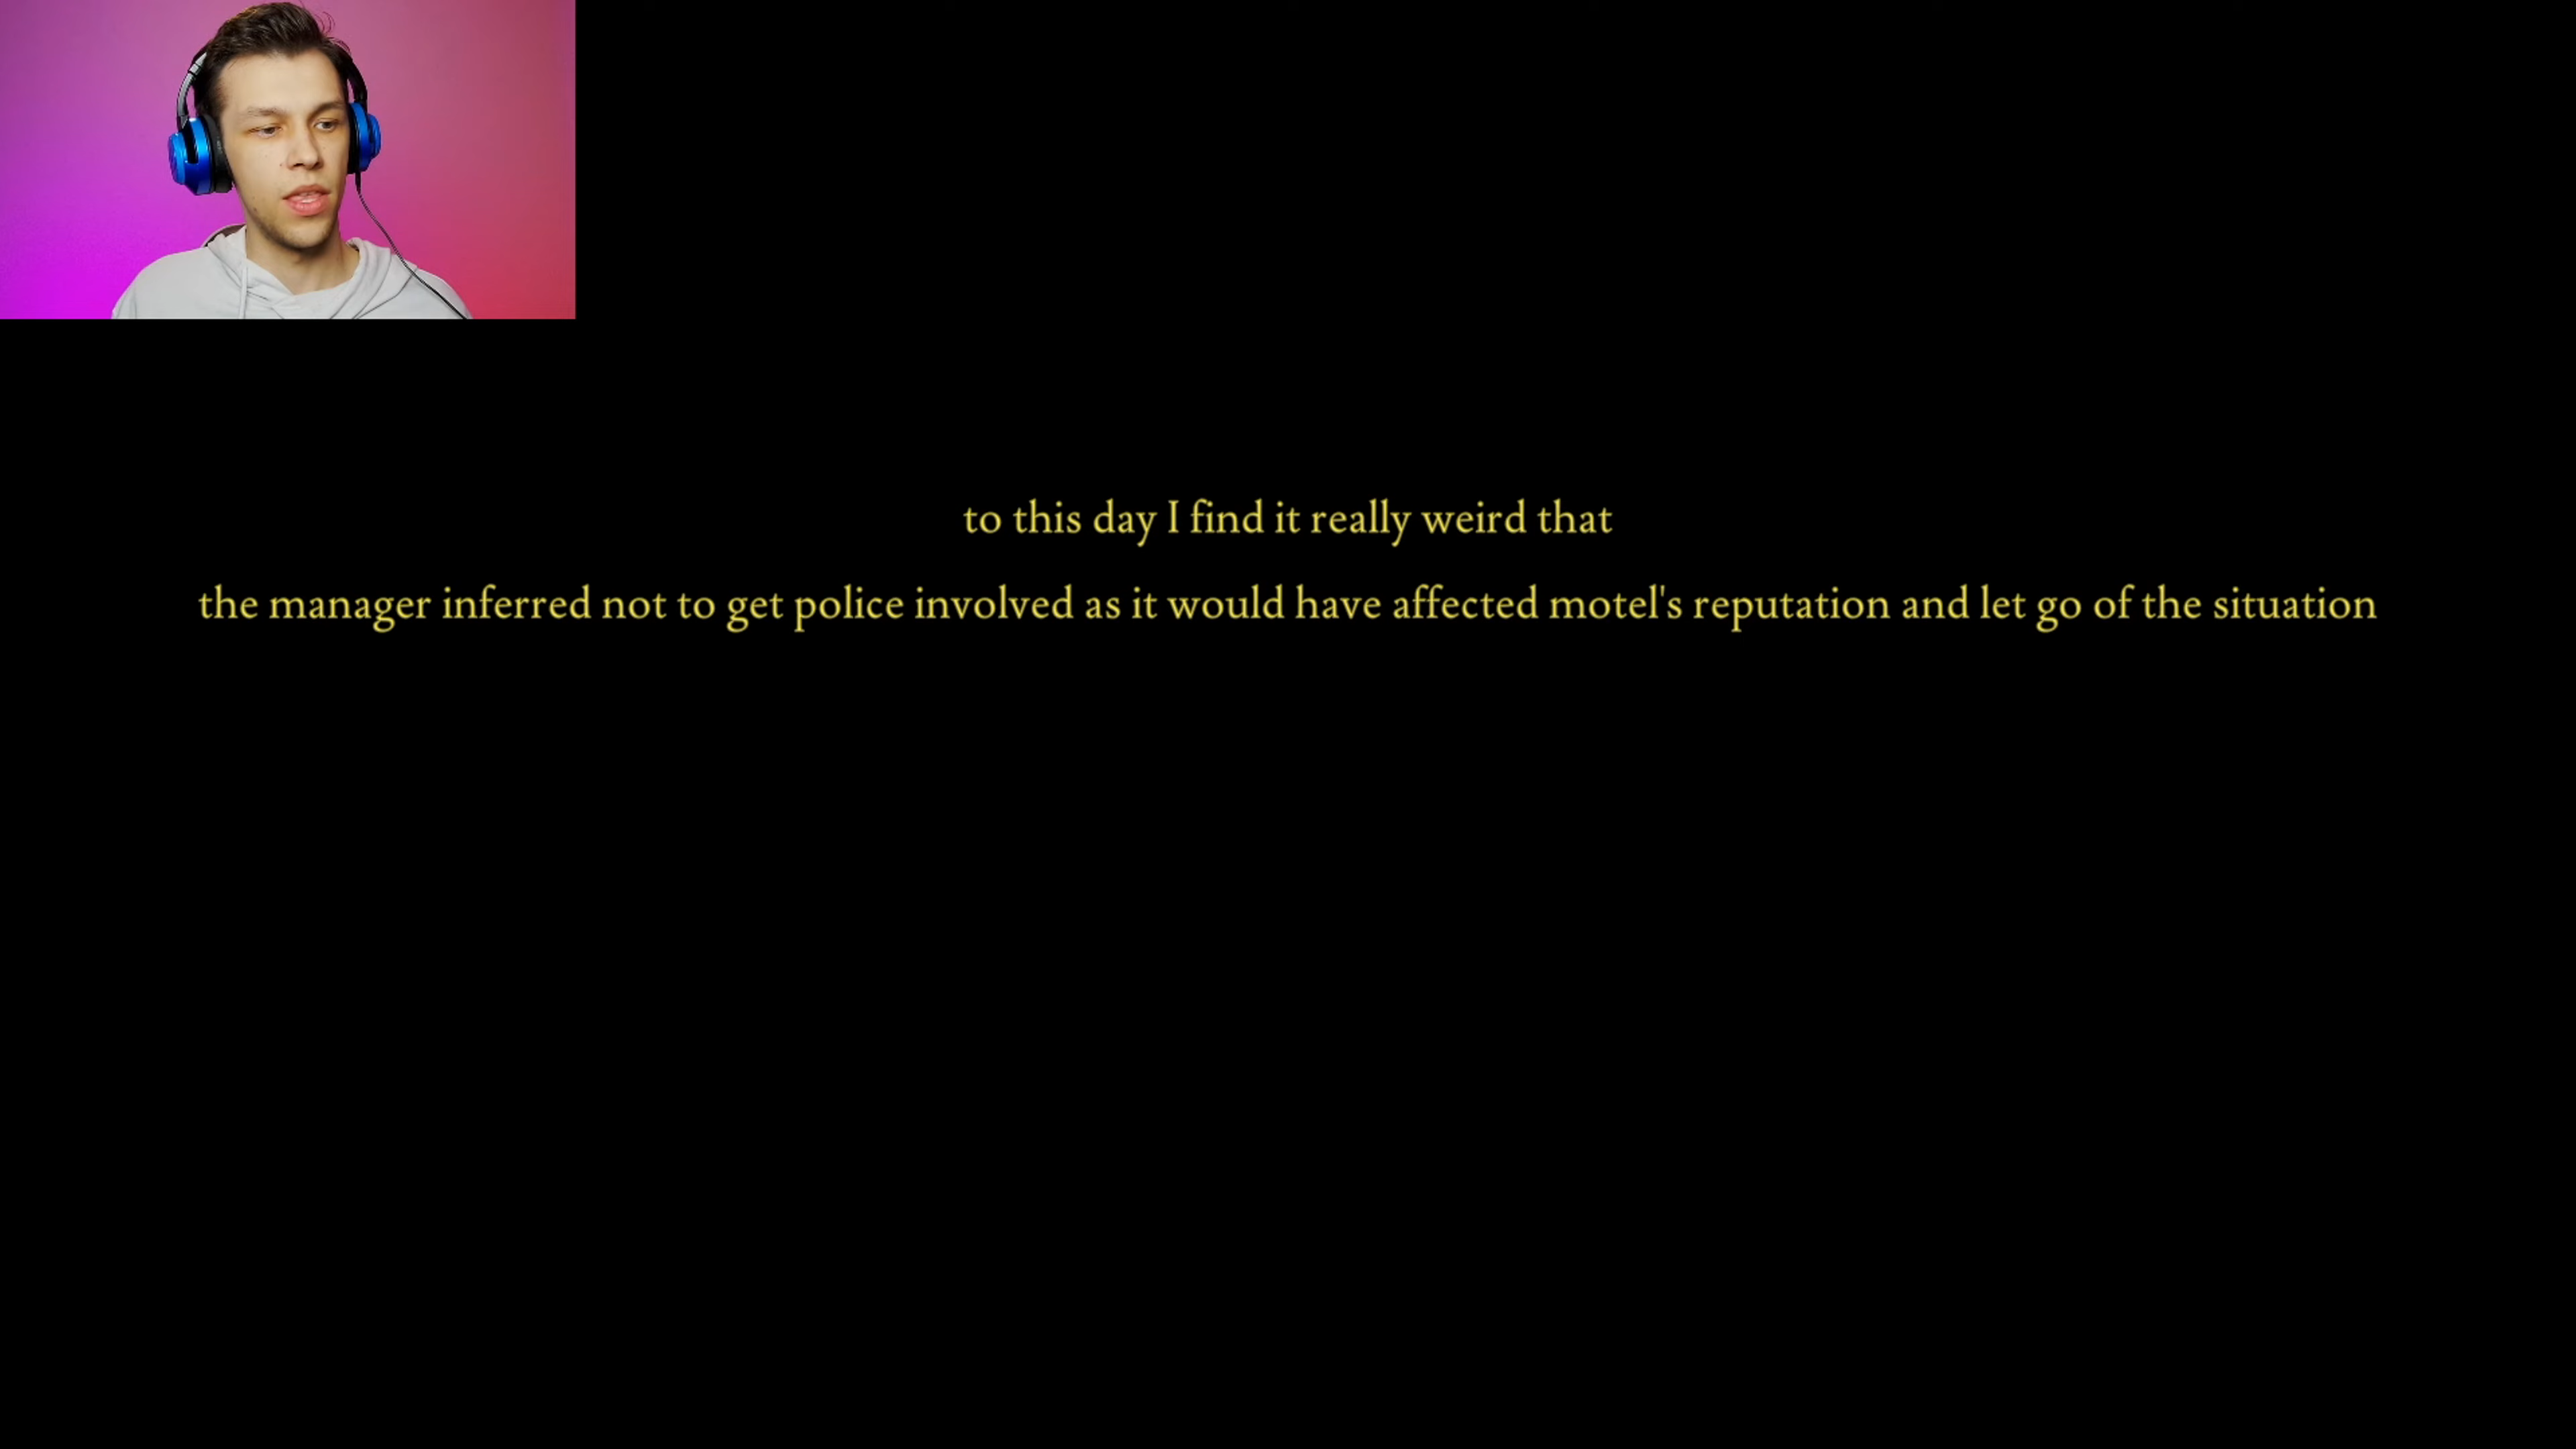 to this day I find it really weird that
the manager inferred not to get police involved as it would have affected motel's reputation and let go of the situation